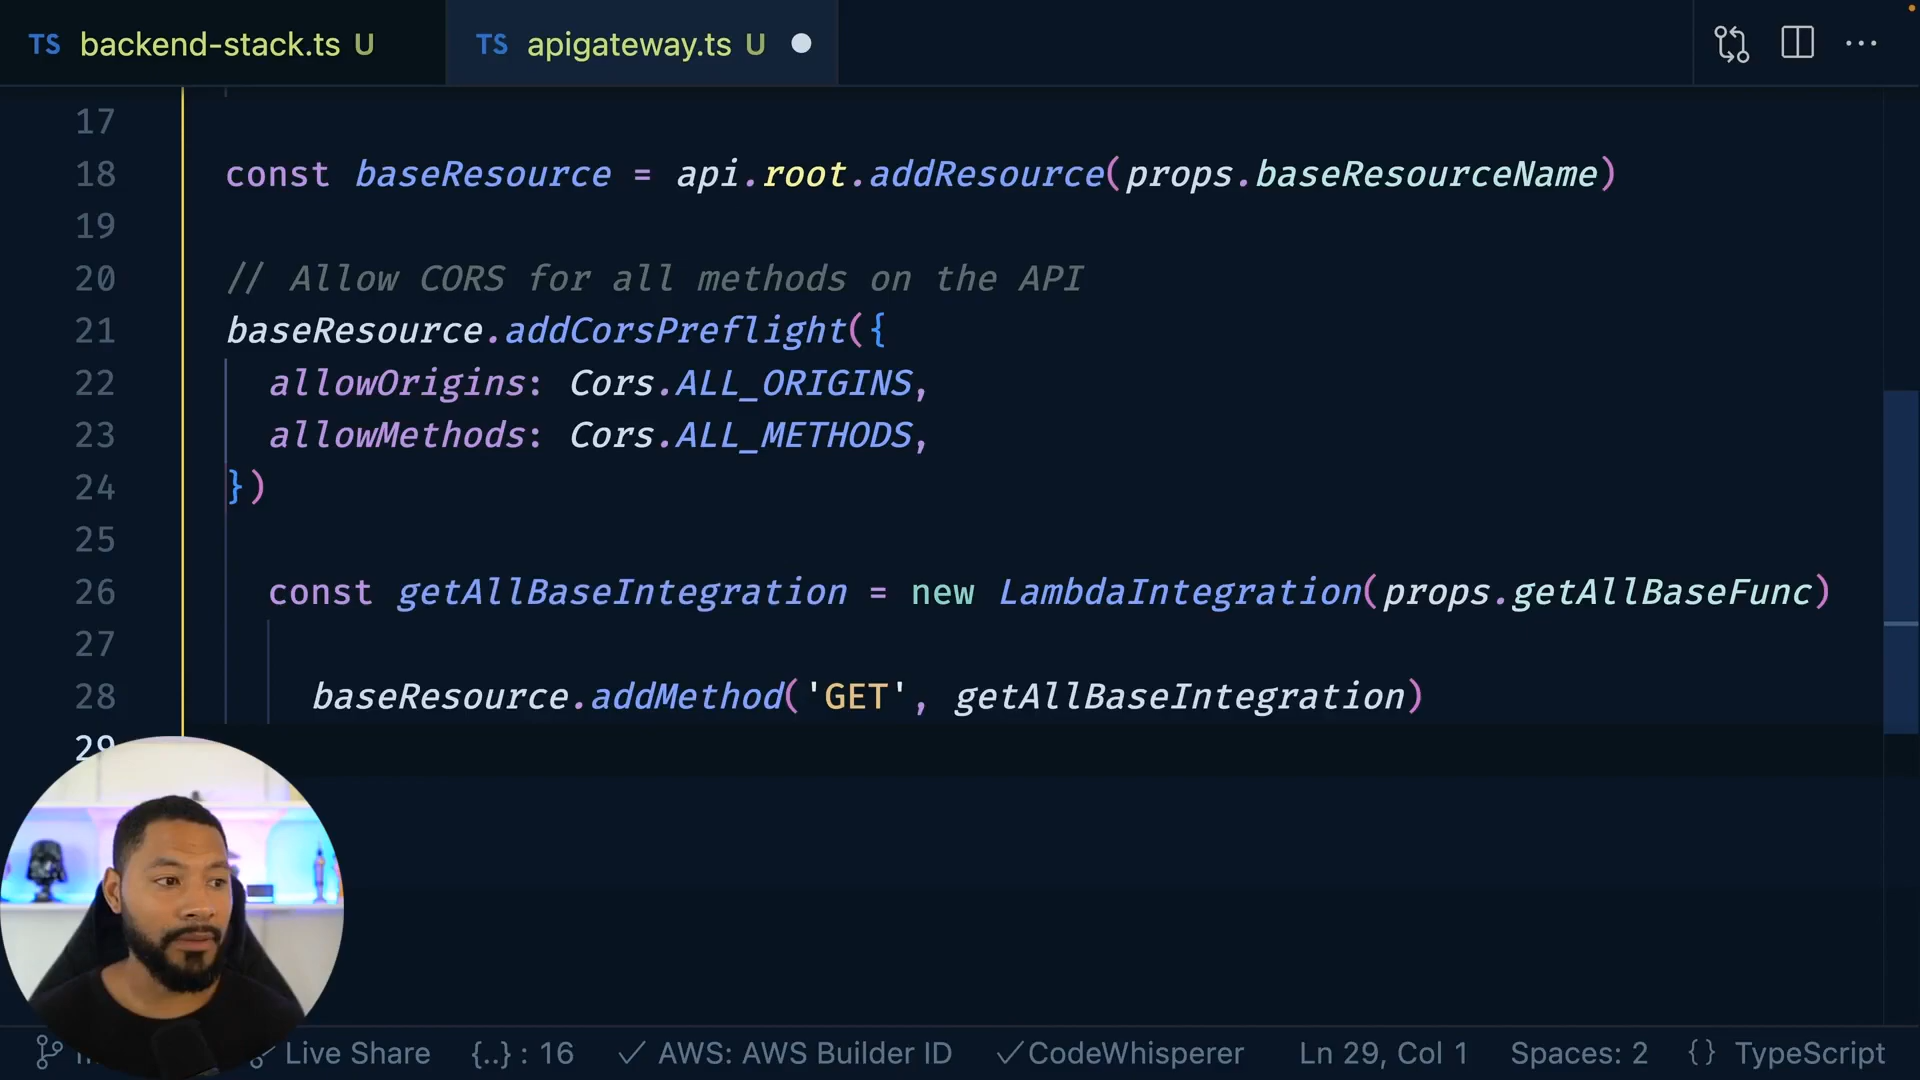 TS backend-stack.ts U
TS apigateway.ts U
17
18 const baseResource = api.root.addResource(props.baseResourceName)
19
20 // Allow CORS for all methods on the API
21 baseResource.addCorsPreflight({
22 allowOrigins: Cors.ALL_ORIGINS,
23 allowMethods: Cors.ALL_METHODS,
24 })
25
26 const getAllBaseIntegration = new LambdaIntegration(props.getAllBaseFunc)
27
28 baseResource.addMethod('GET', getAllBaseIntegration)
29
Live Share {..} : 16 AWS: AWS Builder ID CodeWhisperer Ln 29, Col 1 Spaces: 2 {} TypeScript